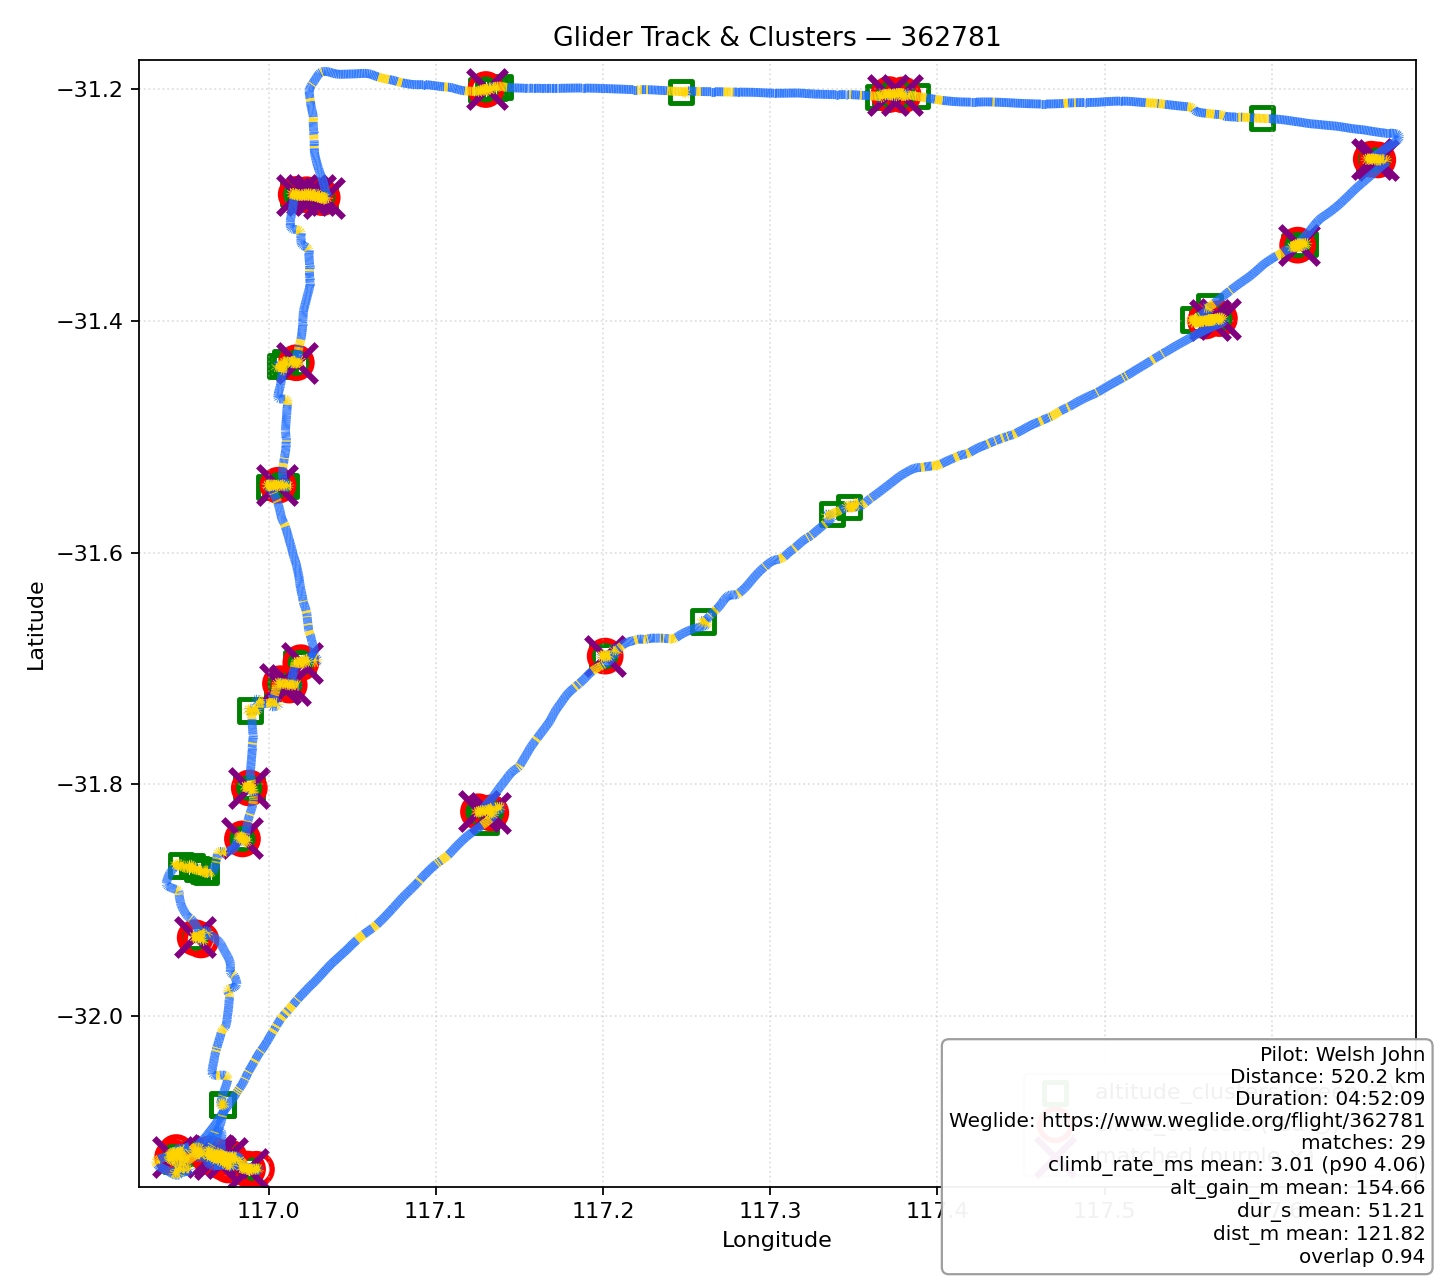 Glider Track & Clusters — 362781
−31.2
−31.4
−31.6
−31.8
−32.0
Latitude
117.0
117.1
117.2
117.3
117.4
117.5
Longitude
Pilot: Welsh John
Distance: 520.2 km
Duration: 04:52:09
Weglide: https://www.weglide.org/flight/362781
matches: 29
climb_rate_ms mean: 3.01 (p90 4.06)
alt_gain_m mean: 154.66
dur_s mean: 51.21
dist_m mean: 121.82
overlap 0.94